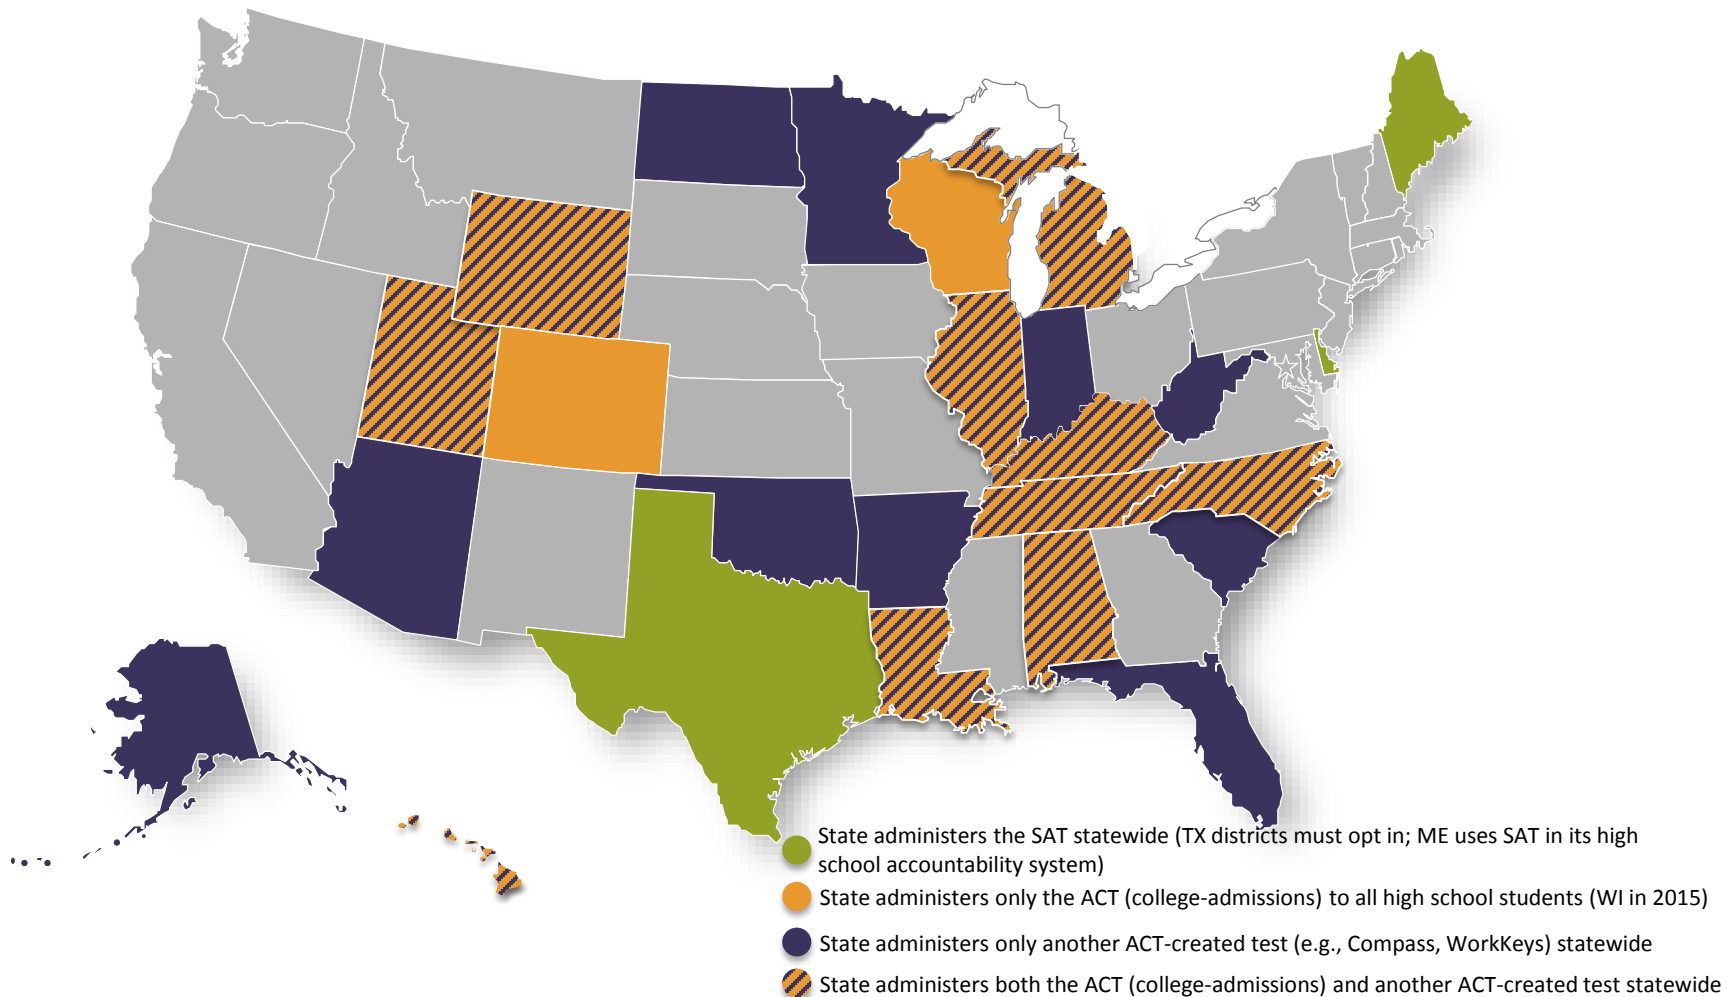 State administers the SAT statewide (TX districts must opt in; ME uses SAT in its high
school accountability system)
State administers only the ACT (college-admissions) to all high school students (WI in 2015)
State administers only another ACT-created test (e.g., Compass, WorkKeys) statewide
State administers both the ACT (college-admissions) and another ACT-created test statewide